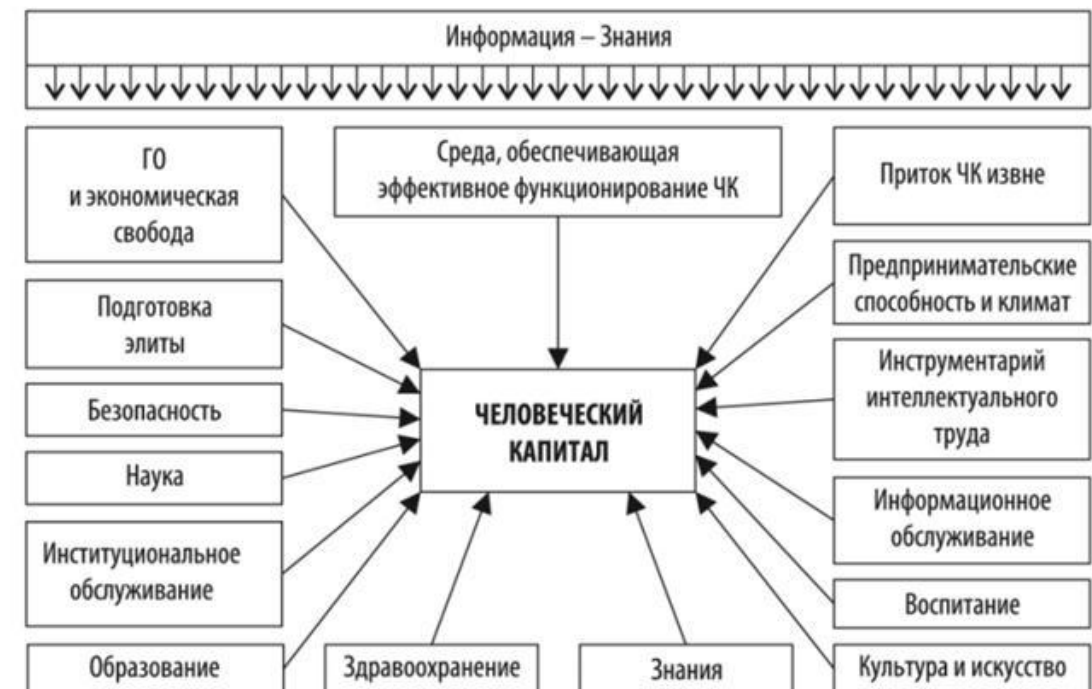 Информация – Знания
ГО
и экономическая
свобода
Среда, обеспечивающая
эффективное функционирование ЧК
Приток ЧК извне
Предпринимательские
способность и климат
Подготовка
элиты
Инструментарий
интеллектуального
труда
Безопасность
ЧЕЛОВЕЧЕСКИЙ
КАПИТАЛ
Наука
Информационное
обслуживание
Институциональное
обслуживание
Воспитание
Образование
Здравоохранение
Знания
Культура и искусство